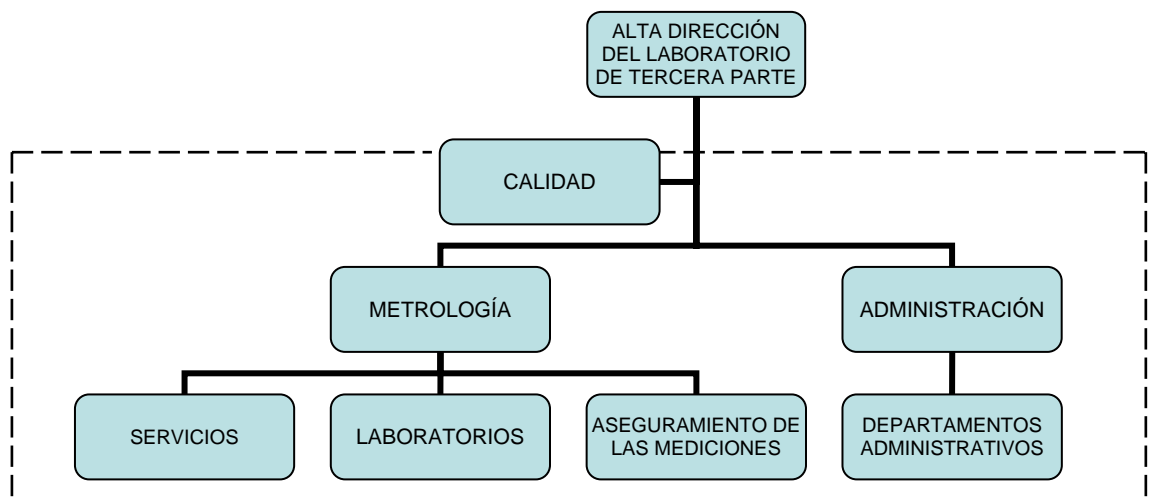 ALTA DIRECCIÓN
DEL LABORATORIO
DE TERCERA PARTE
CALIDAD
METROLOGÍA
ADMINISTRACIÓN
SERVICIOS
LABORATORIOS
ASEGURAMIENTO DE
LAS MEDICIONES
DEPARTAMENTOS
ADMINISTRATIVOS